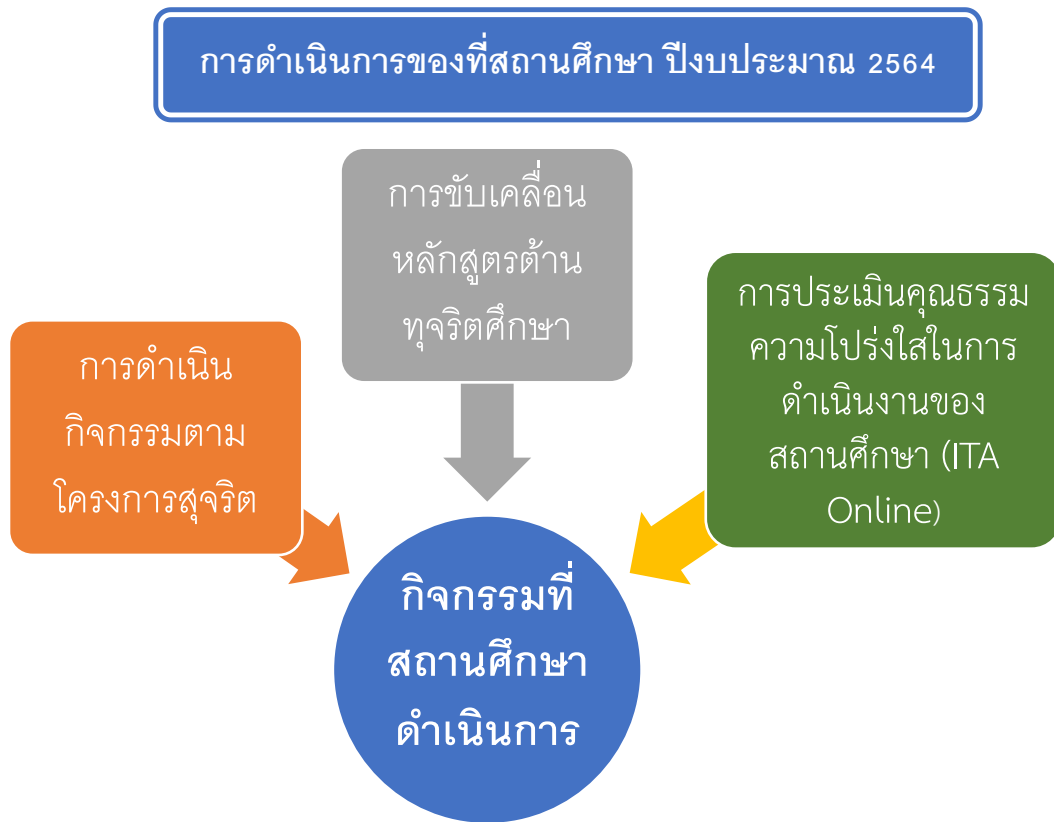 การดำเนินการของที่สถานศึกษา ปีงบประมาณ 2564
การขับเคลื่อน
หลักสูตรต้าน
ทุจริตศึกษา
การดำเนิน
กิจกรรมตาม
โครงการสุจริต
การประเมินคุณธรรม
ความโปร่งใสในการ
ดำเนินงานของ
สถานศึกษา (ITA
Online)
กิจกรรมที่
สถานศึกษา
ดำเนินการ